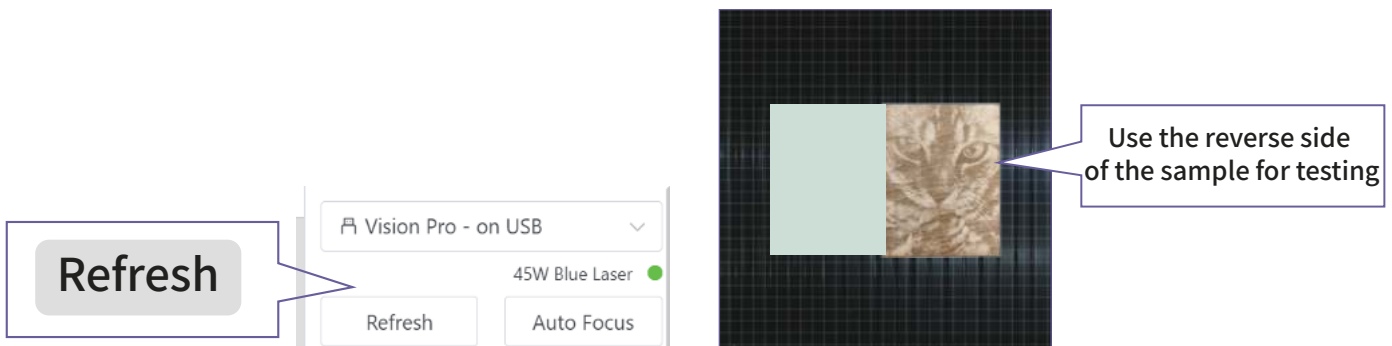 Refresh
Vision Pro - on USB
45W Blue Laser
Refresh Auto Focus
Use the reverse side
of the sample for testing